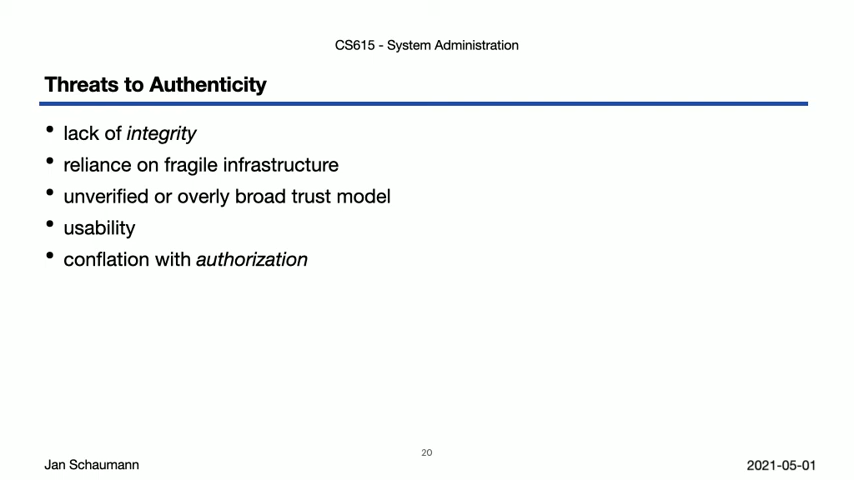 CS615 - System Administration
Threats to Authenticity
• lack of integrity
• reliance on fragile infrastructure
• unverified or overly broad trust model
• usability
• conflation with authorization
20
Jan Schaumann
2021-05-01